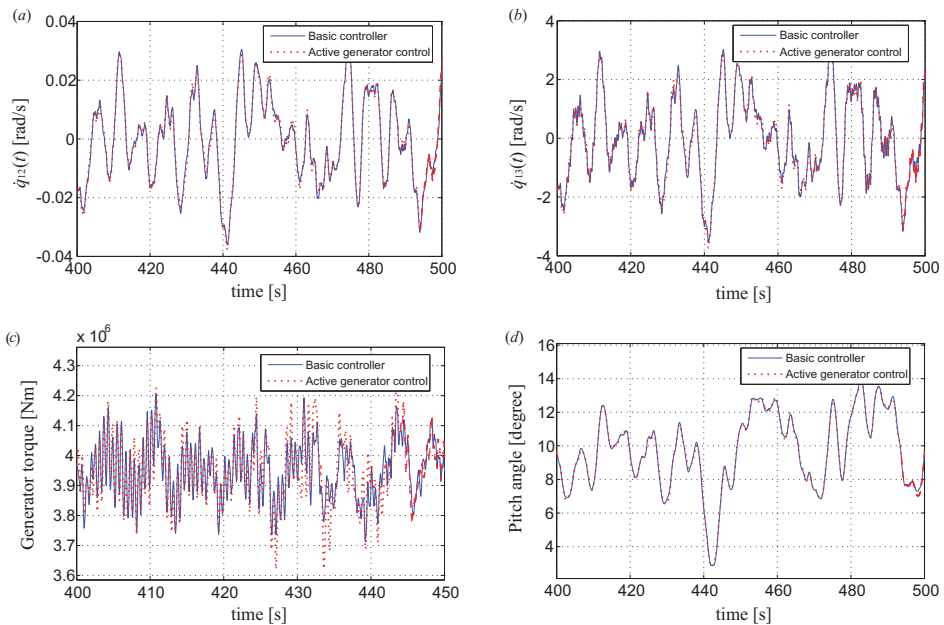 (a)
0.04
0.02
0
-0.02
-0.04
q̇12(t) [rad/s]
Basic controller
Active generator control
400 420 440 460 480 500
time [s]
(b)
4
2
0
-2
-4
q̇13(t) [rad/s]
Basic controller
Active generator control
400 420 440 460 480 500
time [s]
(c)
x 10^6
4.3
4.2
4.1
4
3.9
3.8
3.7
3.6
Generator torque [Nm]
Basic controller
Active generator control
400 410 420 430 440 450
time [s]
(d)
16
14
12
10
8
6
4
2
Pitch angle [degree]
Basic controller
Active generator control
400 420 440 460 480 500
time [s]